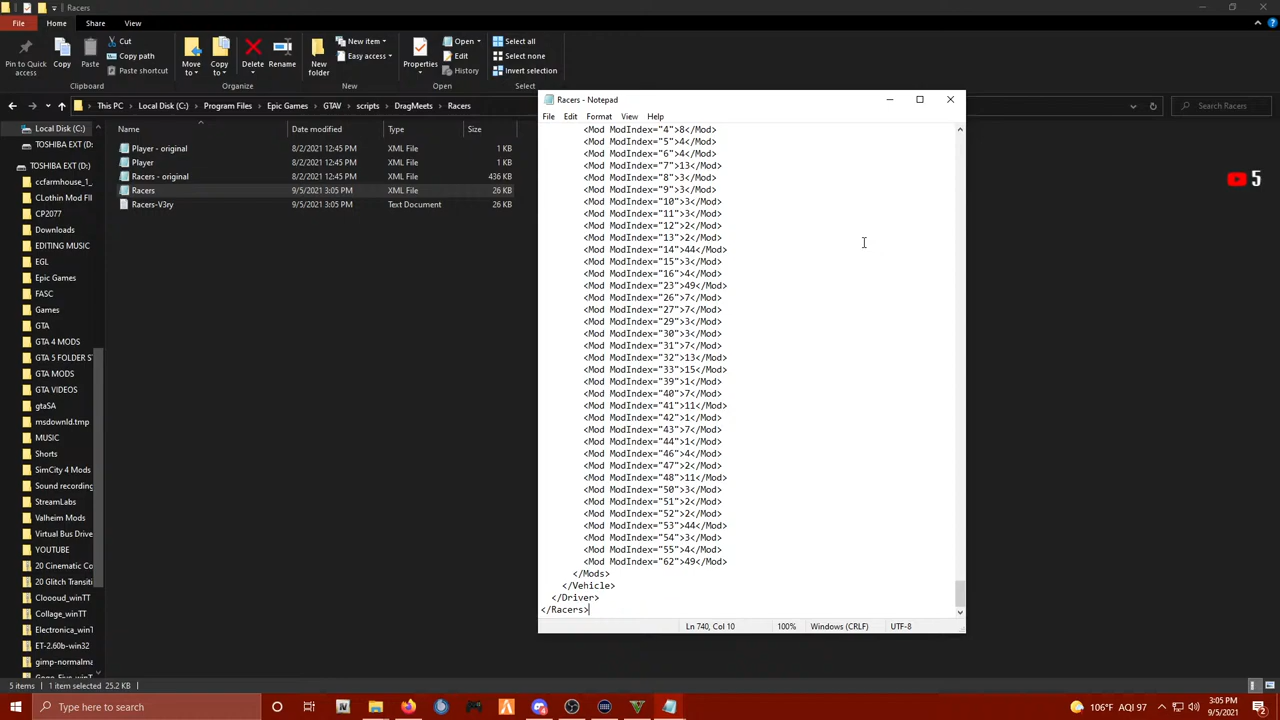 Racers
File
Home
Share
View
Pin to Quick access
Copy
Paste
Cut
Copy path
Paste shortcut
Clipboard
Move to
Copy to
Delete
Rename
Organize
New folder
New item
Easy access
New
Properties
Open
Edit
History
Open
Select all
Select none
Invert selection
Select
This PC > Local Disk (C:) > Program Files > Epic Games > GTAV > scripts > DragMeets > Racers
Search Racers
Local Disk (C:)
TOSHIBA EXT (D:)
TOSHIBA EXT (D:)
ccfarmhouse_1_
CLothin Mod FII
CP2077
Downloads
EDITING MUSIC
EGL
Epic Games
FASC
Games
GTA
GTA 4 MODS
GTA 5 FOLDER ST
GTA MODS
GTA VIDEOS
gtaSA
msdownld.tmp
MUSIC
Shorts
SimCity 4 Mods
Sound recording
StreamLabs
Valheim Mods
Virtual Bus Drive
YOUTUBE
20 Cinematic Co
20 Glitch Transiti
Cloooud_winTT
Collage_winTT
Electronica_winT
ET-2.60b-win32
gimp-normalma
Name Date modified Type Size
Player - original 8/2/2021 12:45 PM XML File 1 KB
Player 8/2/2021 12:45 PM XML File 1 KB
Racers - original 8/2/2021 12:45 PM XML File 436 KB
Racers 9/5/2021 3:05 PM XML File 26 KB
Racers-V3ry 9/5/2021 3:05 PM Text Document 26 KB
Racers - Notepad
File Edit Format View Help
<Mod ModIndex="4">8</Mod>
<Mod ModIndex="5">4</Mod>
<Mod ModIndex="6">4</Mod>
<Mod ModIndex="7">13</Mod>
<Mod ModIndex="8">3</Mod>
<Mod ModIndex="9">3</Mod>
<Mod ModIndex="10">3</Mod>
<Mod ModIndex="11">3</Mod>
<Mod ModIndex="12">2</Mod>
<Mod ModIndex="13">2</Mod>
<Mod ModIndex="14">44</Mod>
<Mod ModIndex="15">3</Mod>
<Mod ModIndex="16">4</Mod>
<Mod ModIndex="23">49</Mod>
<Mod ModIndex="26">7</Mod>
<Mod ModIndex="27">7</Mod>
<Mod ModIndex="29">3</Mod>
<Mod ModIndex="30">3</Mod>
<Mod ModIndex="31">7</Mod>
<Mod ModIndex="32">13</Mod>
<Mod ModIndex="33">15</Mod>
<Mod ModIndex="39">1</Mod>
<Mod ModIndex="40">7</Mod>
<Mod ModIndex="41">11</Mod>
<Mod ModIndex="42">1</Mod>
<Mod ModIndex="43">7</Mod>
<Mod ModIndex="44">1</Mod>
<Mod ModIndex="46">4</Mod>
<Mod ModIndex="47">2</Mod>
<Mod ModIndex="48">11</Mod>
<Mod ModIndex="50">3</Mod>
<Mod ModIndex="51">2</Mod>
<Mod ModIndex="52">2</Mod>
<Mod ModIndex="53">44</Mod>
<Mod ModIndex="54">3</Mod>
<Mod ModIndex="55">4</Mod>
<Mod ModIndex="62">49</Mod>
</Mods>
</Vehicle>
</Driver>
</Racers>
Ln 740, Col 10 100% Windows (CRLF) UTF-8
5
5 items 1 item selected 25.2 KB
Type here to search
106°F AQI 97
3:05 PM
9/5/2021
2